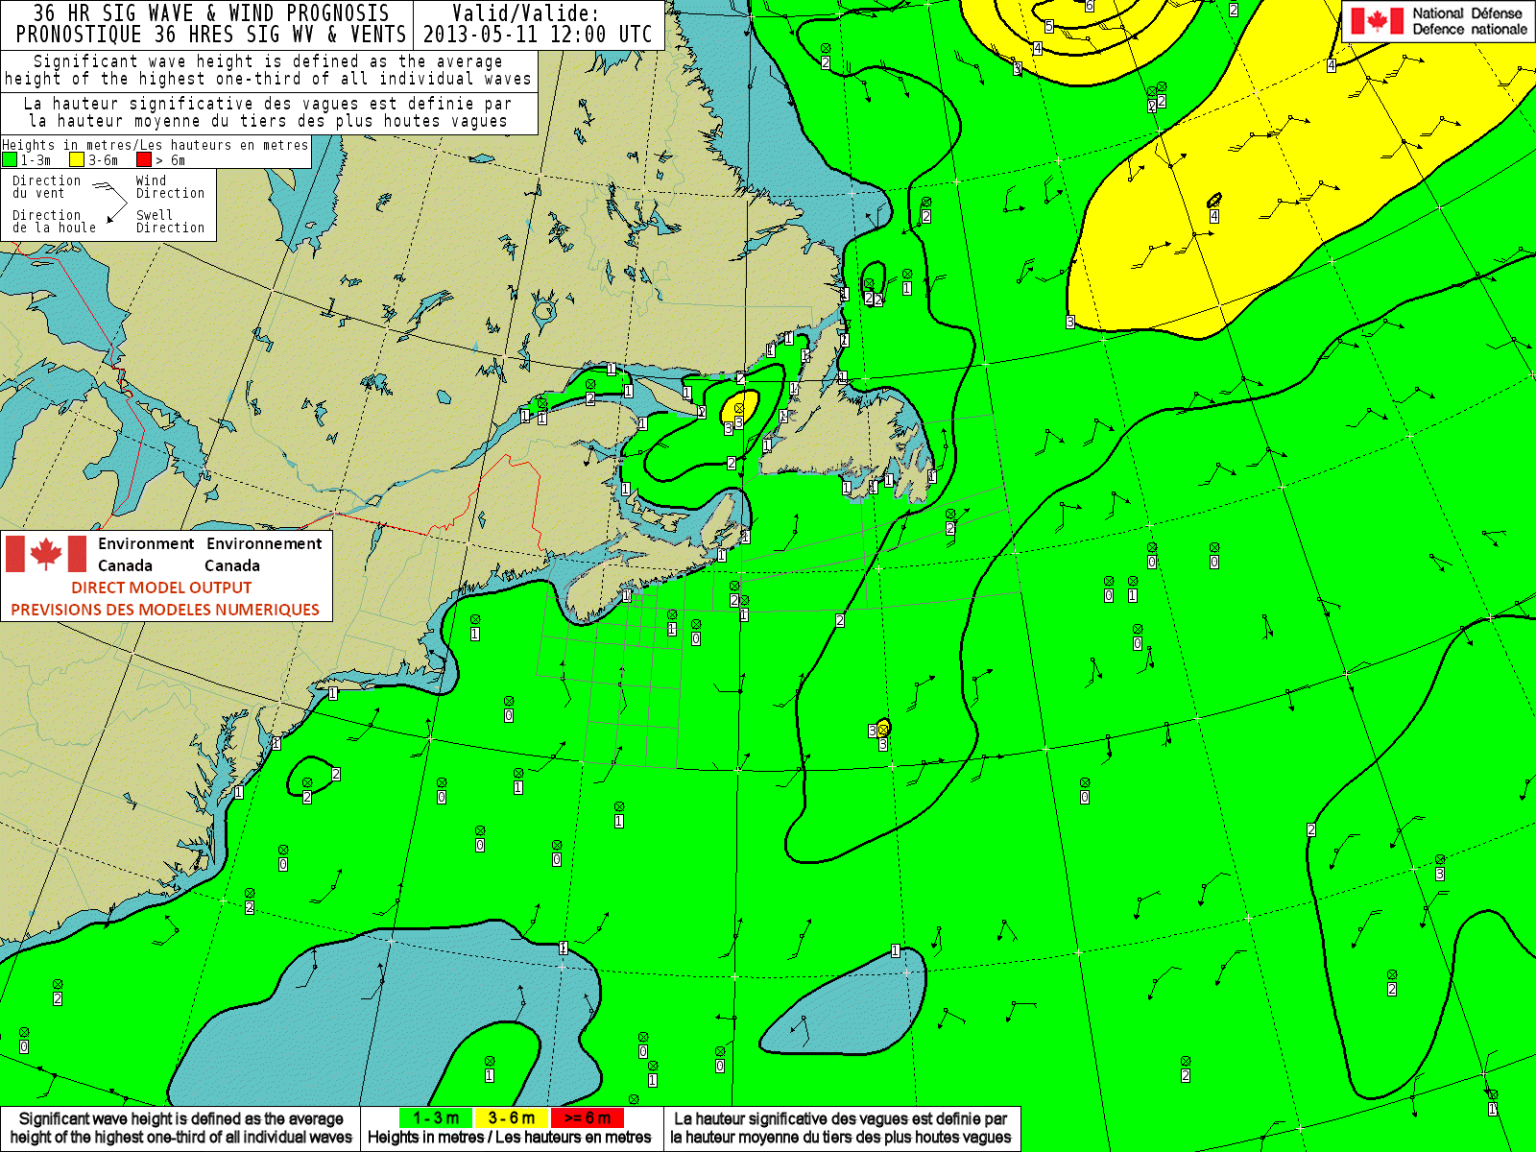 36 HR SIG WAVE & WIND PROGNOSIS
PRONOSTIQUE 36 HRES SIG WV & VENTS
Valid/Valide:
2013-05-11 12:00 UTC
Significant wave height is defined as the average
height of the highest one-third of all individual waves
La hauteur significative des vagues est definie par
la hauteur moyenne du tiers des plus houtes vagues
Heights in metres/Les hauteurs en metres
1-3m 3-6m > 6m
Direction
du vent
Wind
Direction
Direction
de la houle
Swell
Direction
National Défense
Defence nationale
Environment Environnement
Canada Canada
DIRECT MODEL OUTPUT
PREVISIONS DES MODELES NUMERIQUES
Significant wave height is defined as the average
height of the highest one-third of all individual waves
1 - 3 m 3 - 6 m >= 6 m
Heights in metres / Les hauteurs en metres
La hauteur significative des vagues est definie par
la hauteur moyenne du tiers des plus hautes vagues